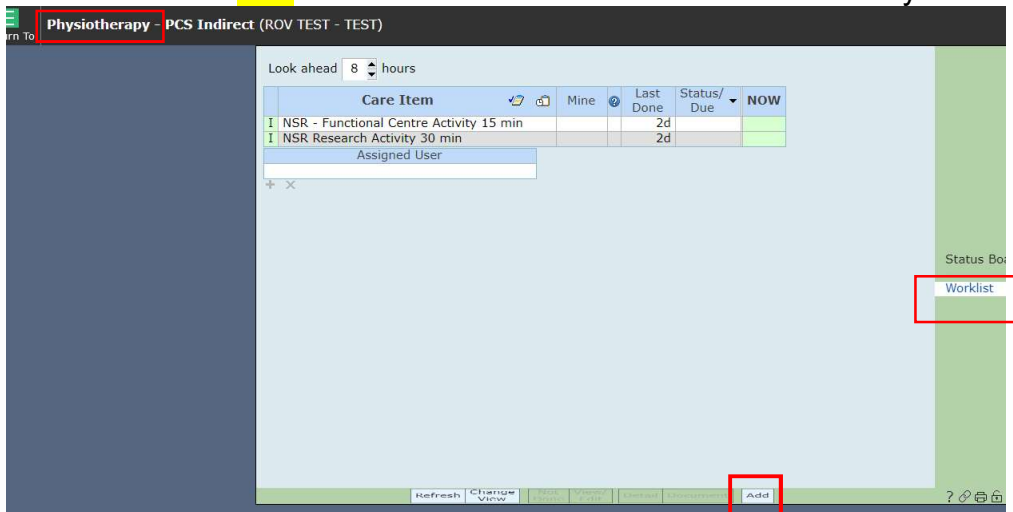 Physiotherapy - PCS Indirect (ROV TEST - TEST)
rn To
Look ahead 8 hours
Care Item Mine Last Done Status/ Due NOW
I NSR - Functional Centre Activity 15 min 2d
I NSR Research Activity 30 min 2d
Assigned User
Status Boa
Worklist
Refresh Change View Add